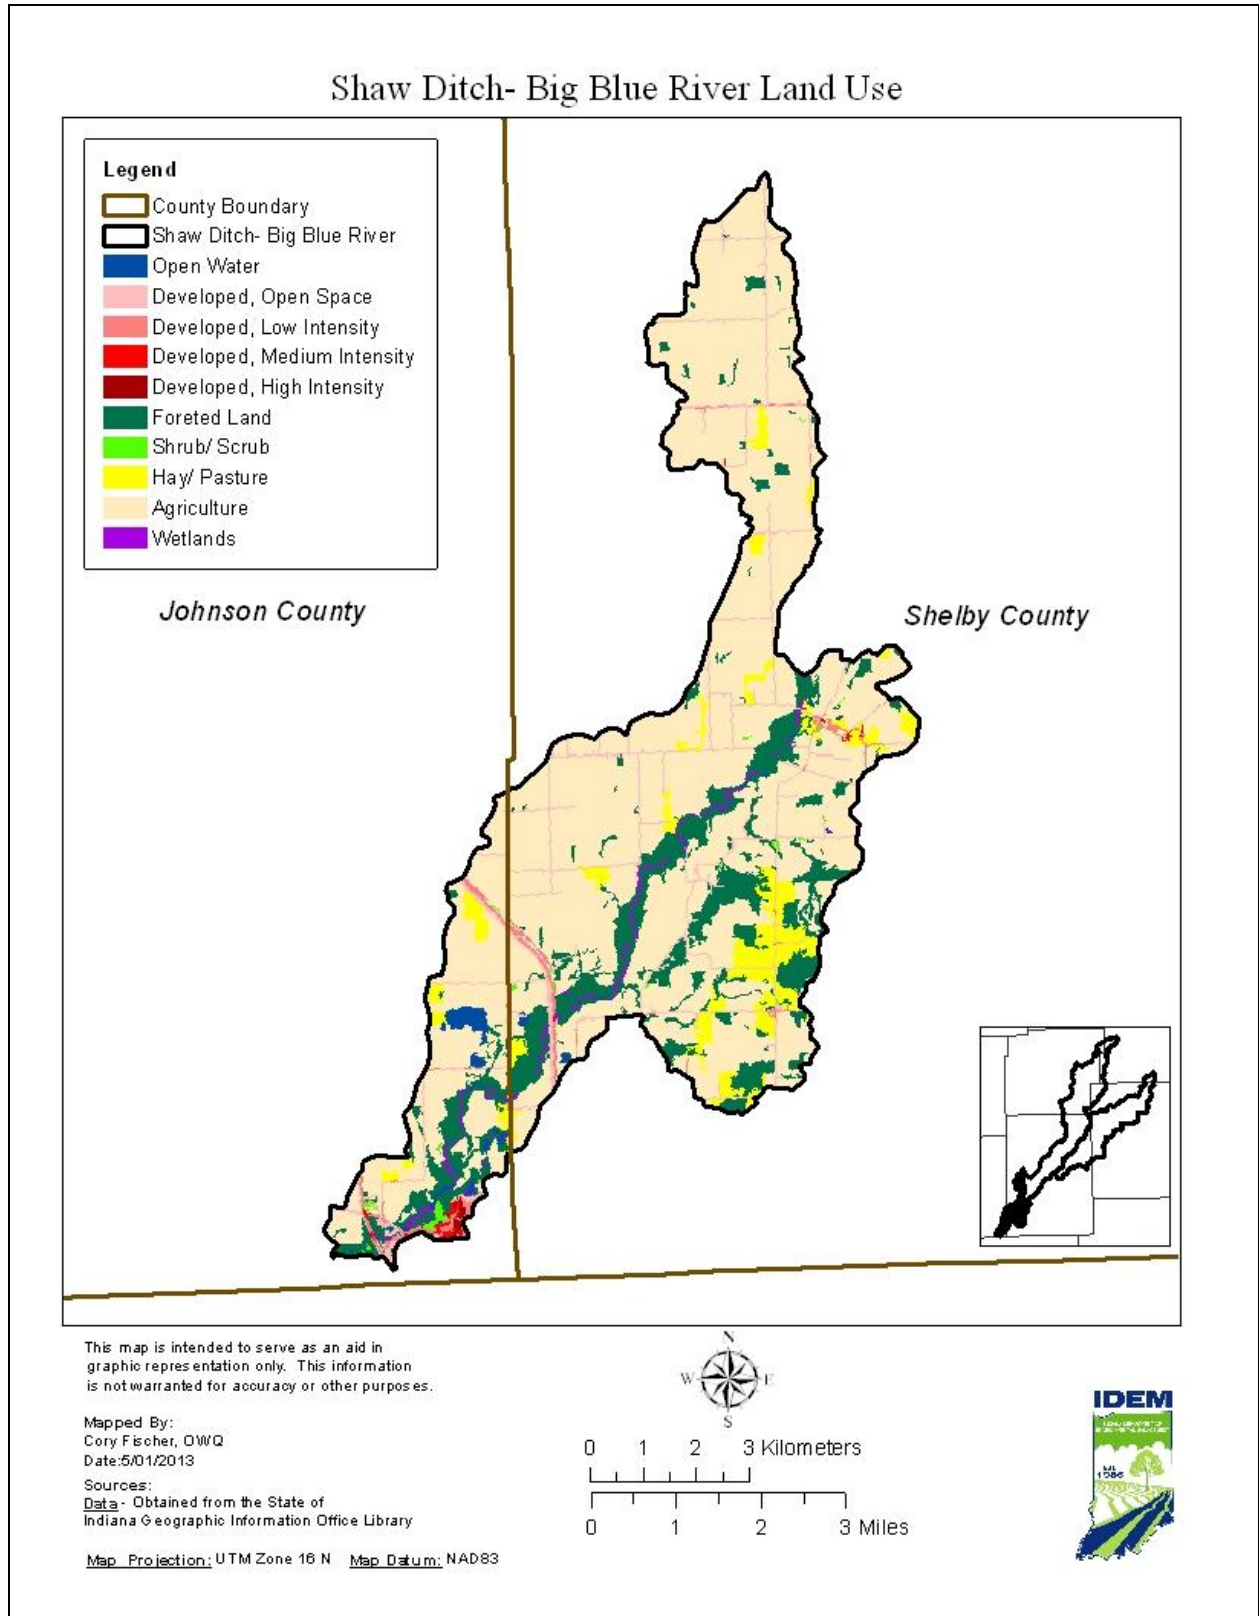 Shaw Ditch- Big Blue River Land Use
Legend
County Boundary
Shaw Ditch- Big Blue River
Open Water
Developed, Open Space
Developed, Low Intensity
Developed, Medium Intensity
Developed, High Intensity
Foreted Land
Shrub/ Scrub
Hay/ Pasture
Agriculture
Wetlands
Johnson County
Shelby County
This map is intended to serve as an aid in
graphic representation only. This information
is not warranted for accuracy or other purposes.
Mapped By:
Cory Fischer, OWQ
Date:5/01/2013
Sources:
Data - Obtained from the State of
Indiana Geographic Information Office Library
Map Projection: UTM Zone 16 N Map Datum: NAD83
N
W E
S
0 1 2 3 Kilometers
0 1 2 3 Miles
IDEM
1986